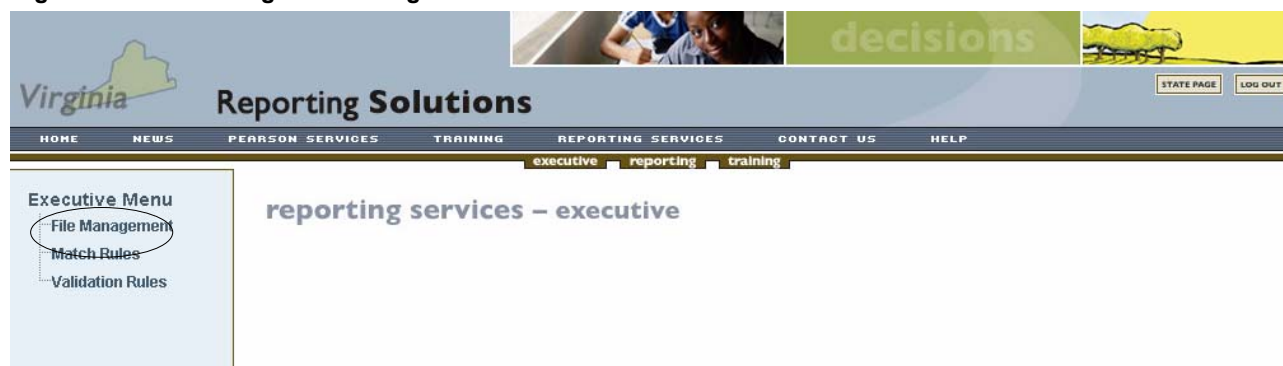 decisions
Virginia
Reporting Solutions
STATE PAGE
LOG OUT
HOME NEWS PEARSON SERVICES TRAINING REPORTING SERVICES CONTACT US HELP
executive reporting training
Executive Menu
File Management
Match Rules
Validation Rules
reporting services – executive